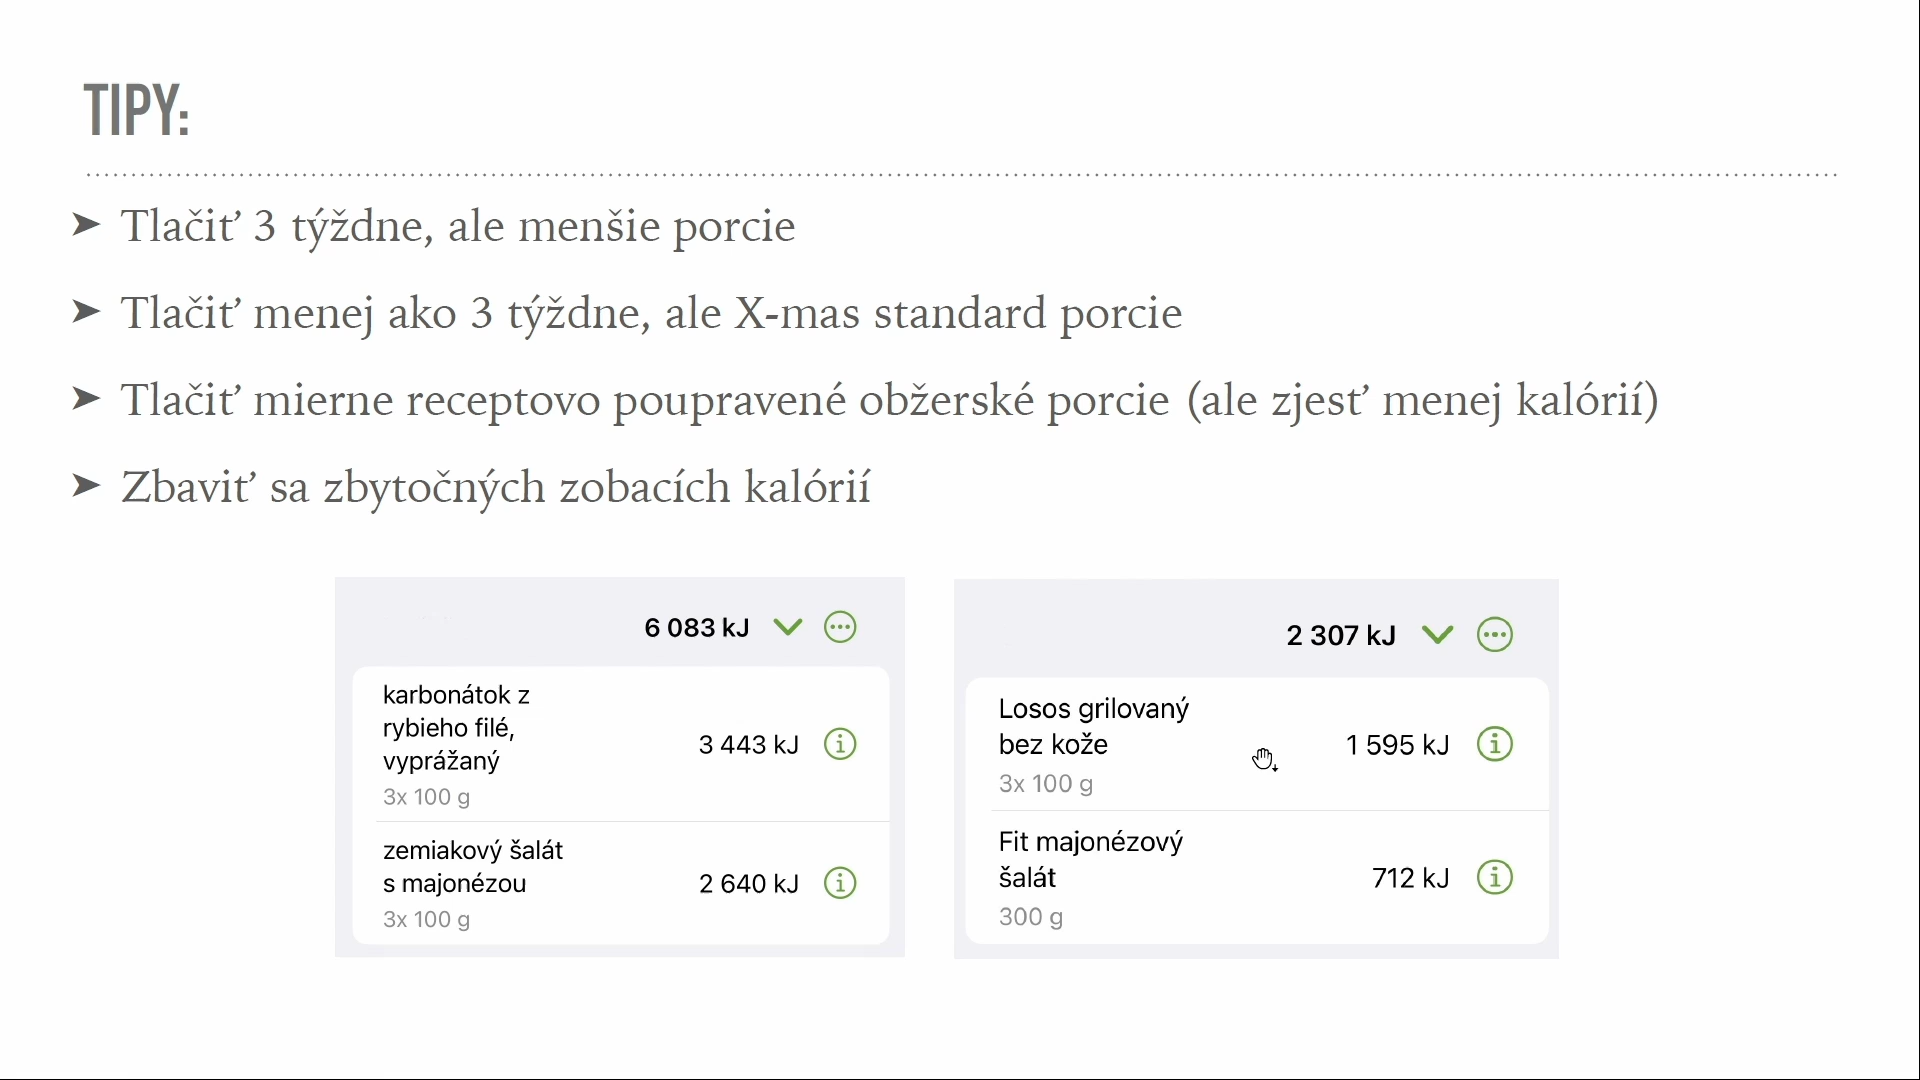 TIPY:
➤ Tlačiť 3 týždne, ale menšie porcie
➤ Tlačiť menej ako 3 týždne, ale X-mas standard porcie
➤ Tlačiť mierne receptovo poupravené obžerské porcie (ale zjesť menej kalórií)
➤ Zbaviť sa zbytočných zobacích kalórií
6 083 kJ
karbonátok z
rybieho filé,
vyprážaný
3 443 kJ
3x 100 g
zemiakový šalát
s majonézou
2 640 kJ
3x 100 g
2 307 kJ
Losos grilovaný
bez kože
1 595 kJ
3x 100 g
Fit majonézový
šalát
712 kJ
300 g